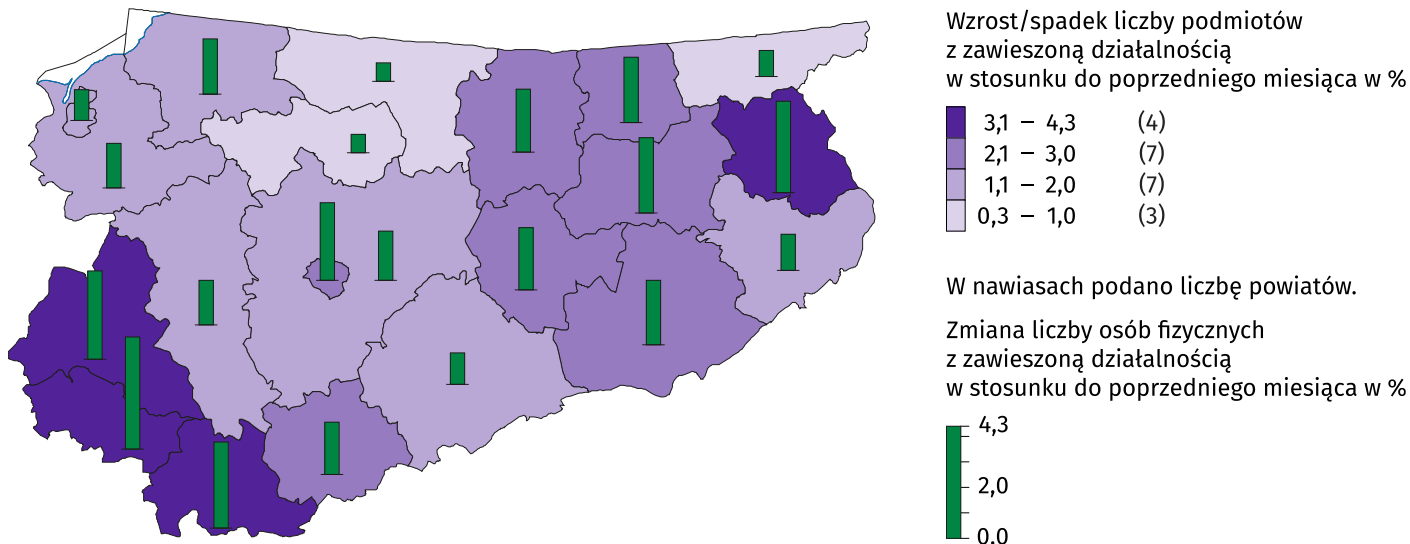 Wzrost/spadek liczby podmiotów
z zawieszoną działalnością
w stosunku do poprzedniego miesiąca w %
3,1 – 4,3 (4)
2,1 – 3,0 (7)
1,1 – 2,0 (7)
0,3 – 1,0 (3)
W nawiasach podano liczbę powiatów.
Zmiana liczby osób fizycznych
z zawieszoną działalnością
w stosunku do poprzedniego miesiąca w %
4,3
2,0
0,0